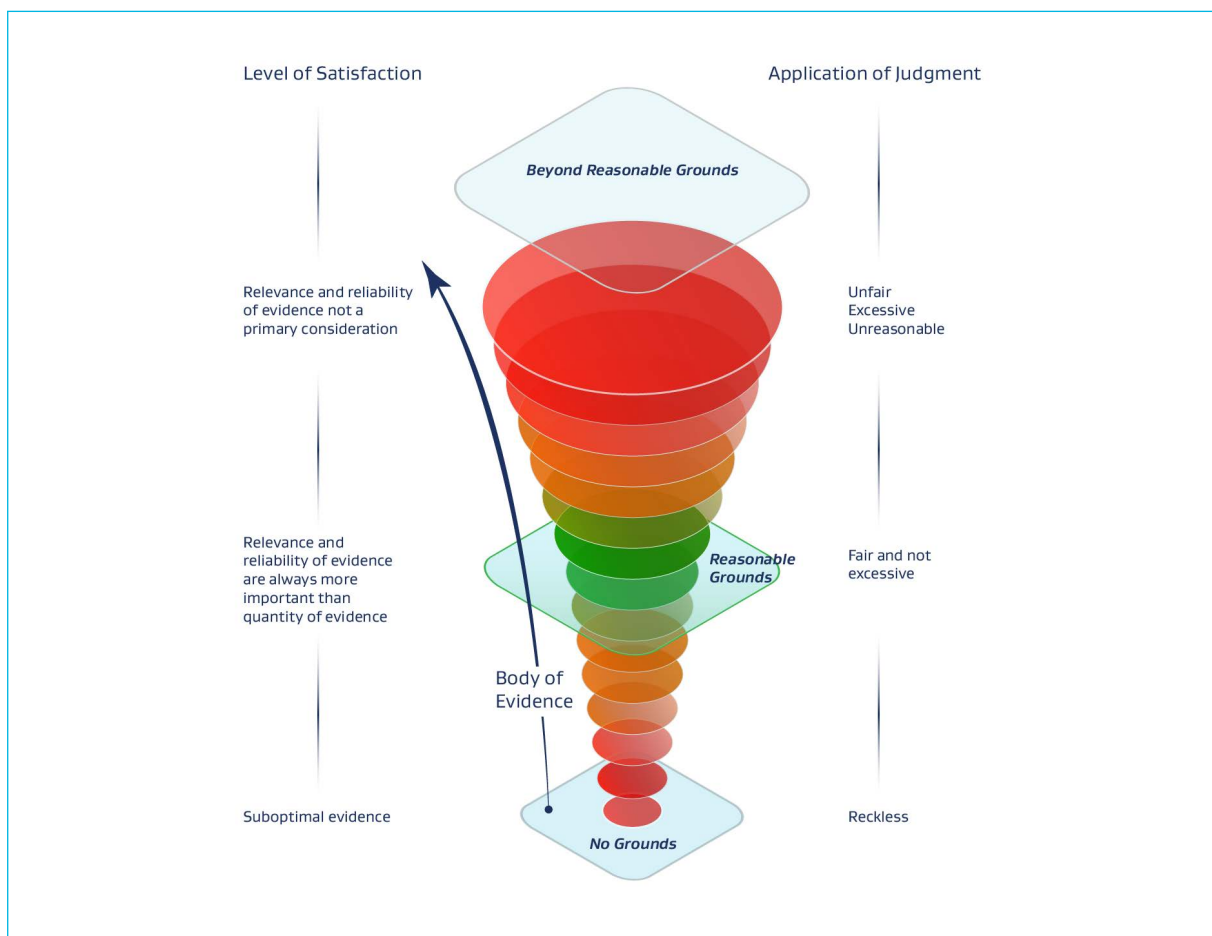 Level of Satisfaction
Application of Judgment
Beyond Reasonable Grounds
Relevance and reliability
of evidence not a
primary consideration
Unfair
Excessive
Unreasonable
Relevance and
reliability of evidence
are always more
important than
quantity of evidence
Reasonable
Grounds
Fair and not
excessive
Body of
Evidence
Suboptimal evidence
No Grounds
Reckless